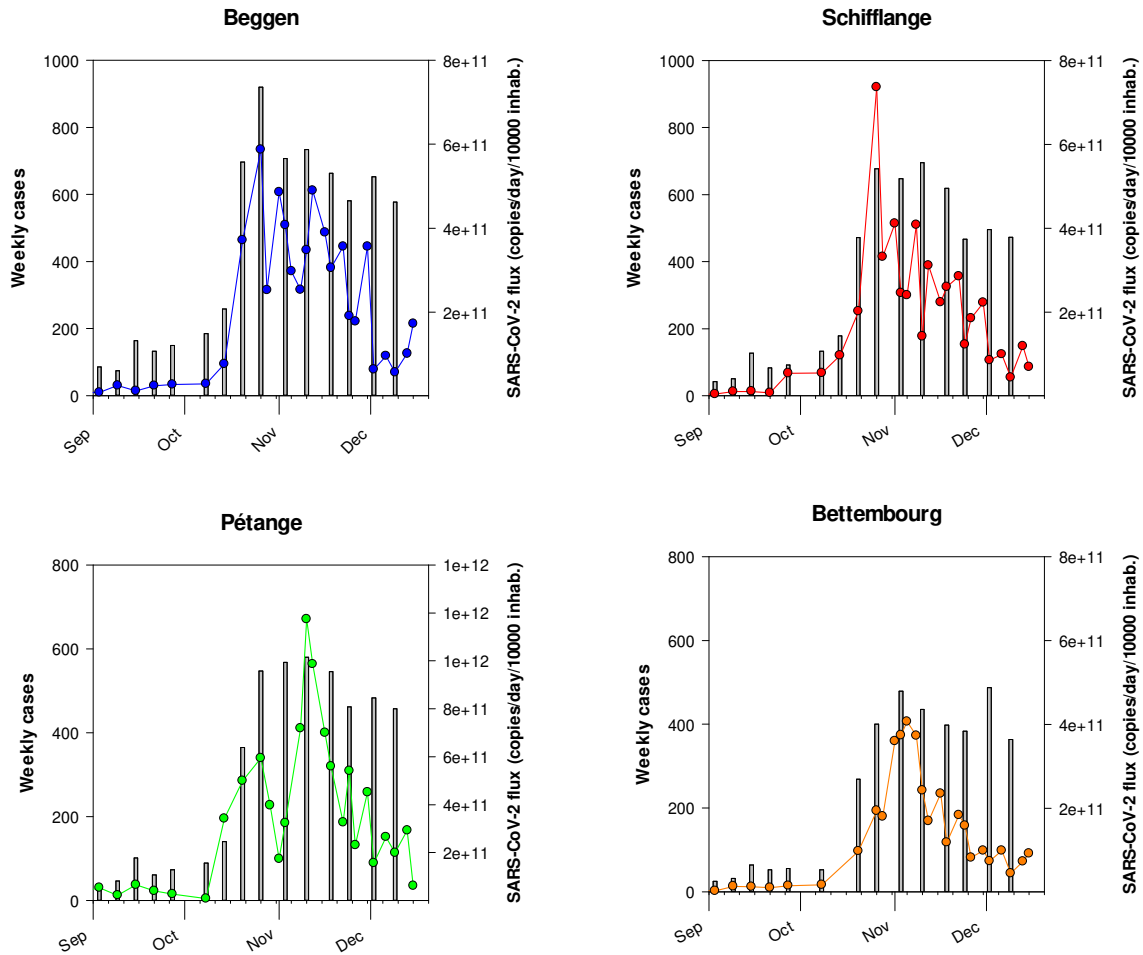 Beggen
Weekly cases
1000
800
600
400
200
0
8e+11
6e+11
4e+11
2e+11
SARS-CoV-2 flux (copies/day/10000 inhab.)
Sep
Oct
Nov
Dec
Schifflange
Weekly cases
1000
800
600
400
200
0
8e+11
6e+11
4e+11
2e+11
SARS-CoV-2 flux (copies/day/10000 inhab.)
Sep
Oct
Nov
Dec
Pétange
Weekly cases
800
600
400
200
0
1e+12
1e+12
1e+12
8e+11
6e+11
4e+11
2e+11
SARS-CoV-2 flux (copies/day/10000 inhab.)
Sep
Oct
Nov
Dec
Bettembourg
Weekly cases
800
600
400
200
0
8e+11
6e+11
4e+11
2e+11
SARS-CoV-2 flux (copies/day/10000 inhab.)
Sep
Oct
Nov
Dec